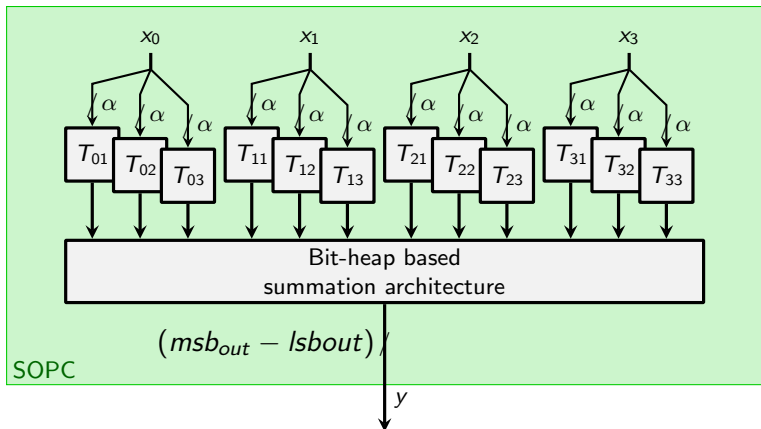 x₀ x₁ x₂ x₃
α α α α α α α α α α α α
T₀₁ T₀₂ T₀₃ T₁₁ T₁₂ T₁₃ T₂₁ T₂₂ T₂₃ T₃₁ T₃₂ T₃₃
Bit-heap based
summation architecture
(msb_out − lsbout)
SOPC
y